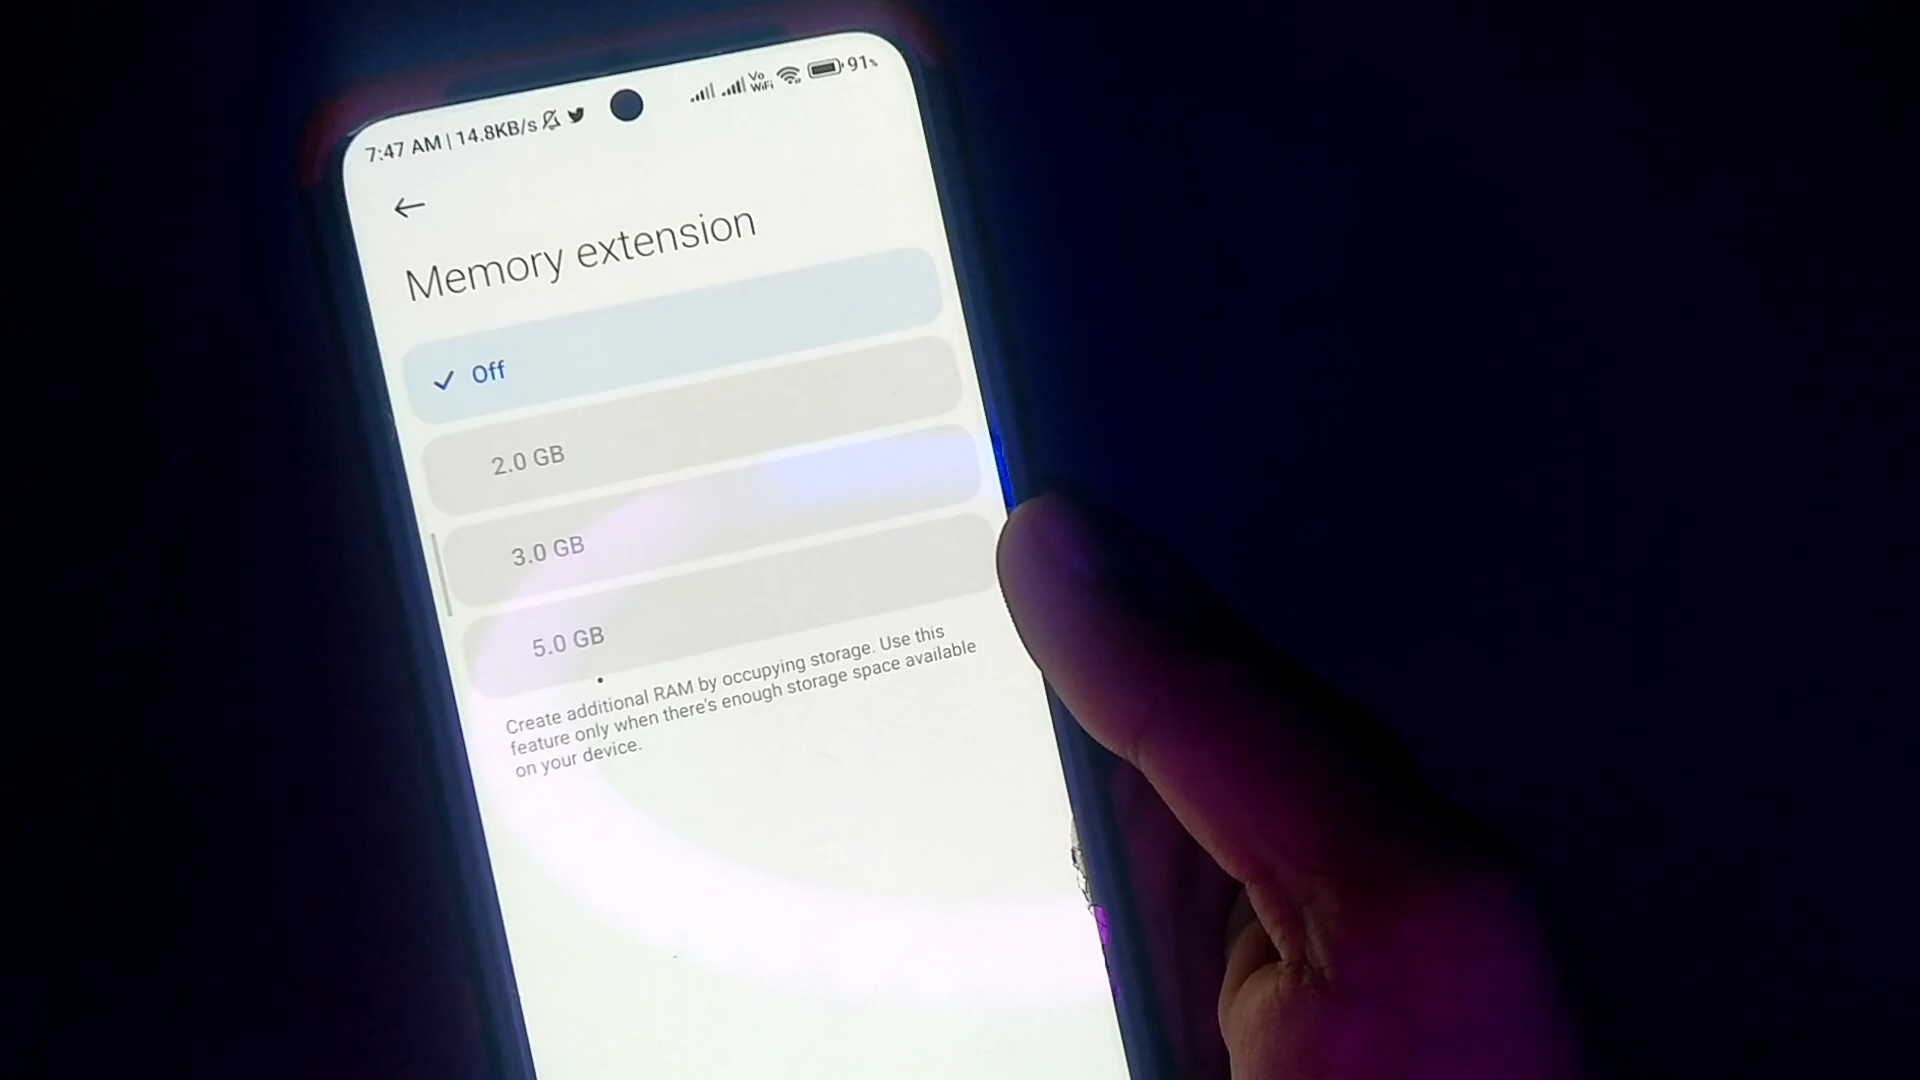 7:47 AM | 14.8KB/s Vo WiFi 91%
Memory extension
Off
2.0 GB
3.0 GB
5.0 GB
Create additional RAM by occupying storage. Use this
feature only when there's enough storage space available
on your device.